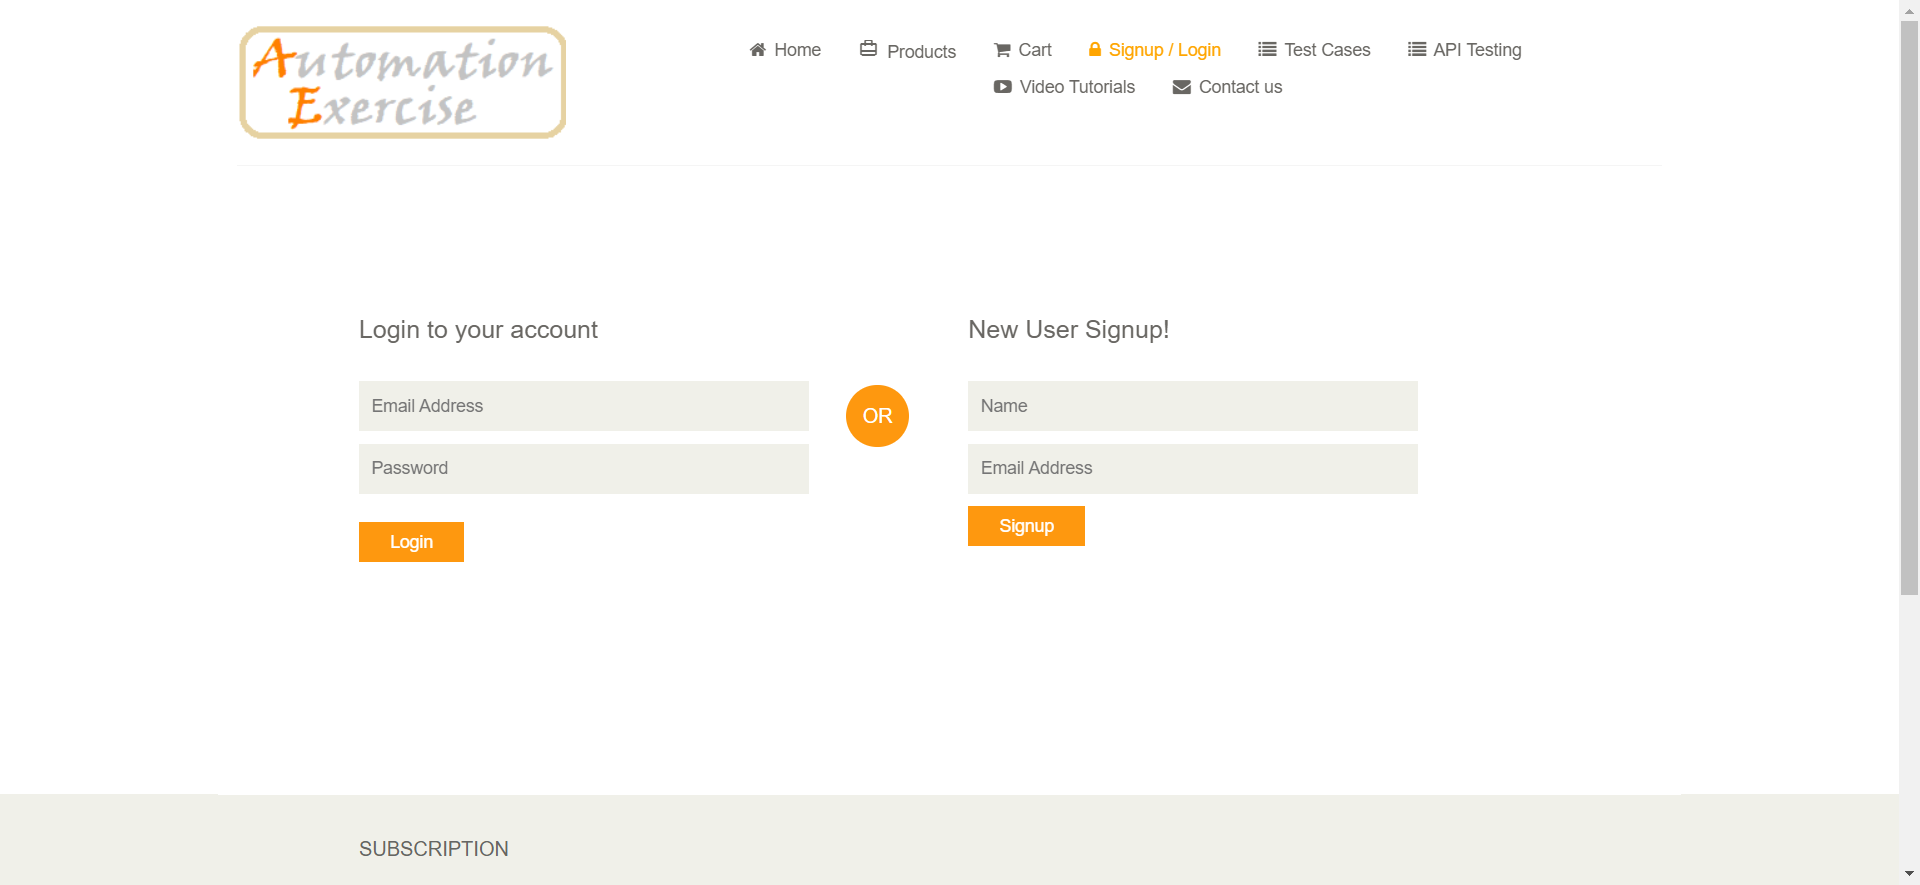 Automation
Exercise
Home Products Cart Signup / Login Test Cases API Testing
Video Tutorials Contact us
Login to your account
Email Address
Password
Login
OR
New User Signup!
Name
Email Address
Signup
SUBSCRIPTION